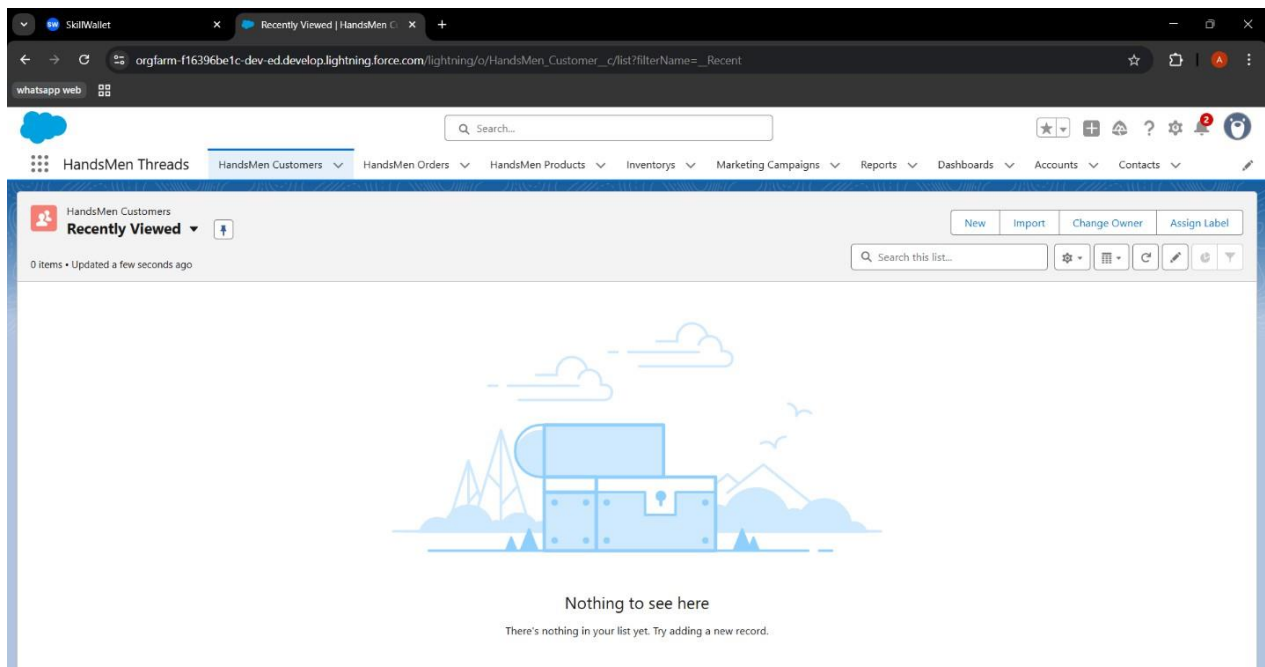 SkillWallet
Recently Viewed | HandsMen C
orgfarm-f16396be1c-dev-ed.develop.lightning.force.com/lightning/o/HandsMen_Customer__c/list?filterName=__Recent
A
whatsapp web
Search...
2
HandsMen Threads HandsMen Customers HandsMen Orders HandsMen Products Inventorys Marketing Campaigns Reports Dashboards Accounts Contacts
HandsMen Customers
Recently Viewed
New Import Change Owner Assign Label
0 items • Updated a few seconds ago
Search this list...
Nothing to see here
There's nothing in your list yet. Try adding a new record.